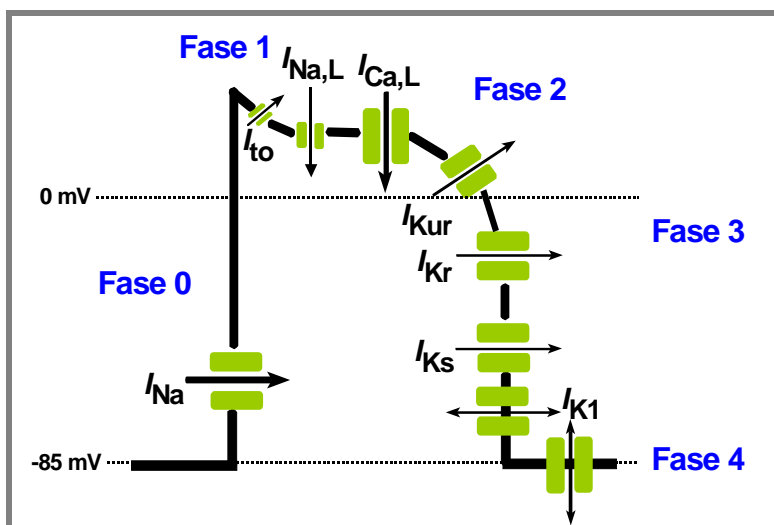 Fase 1
INa,L
ICa,L
Fase 2
Ito
0 mV
IKur
Fase 3
IKr
Fase 0
IKs
INa
IK1
-85 mV
Fase 4